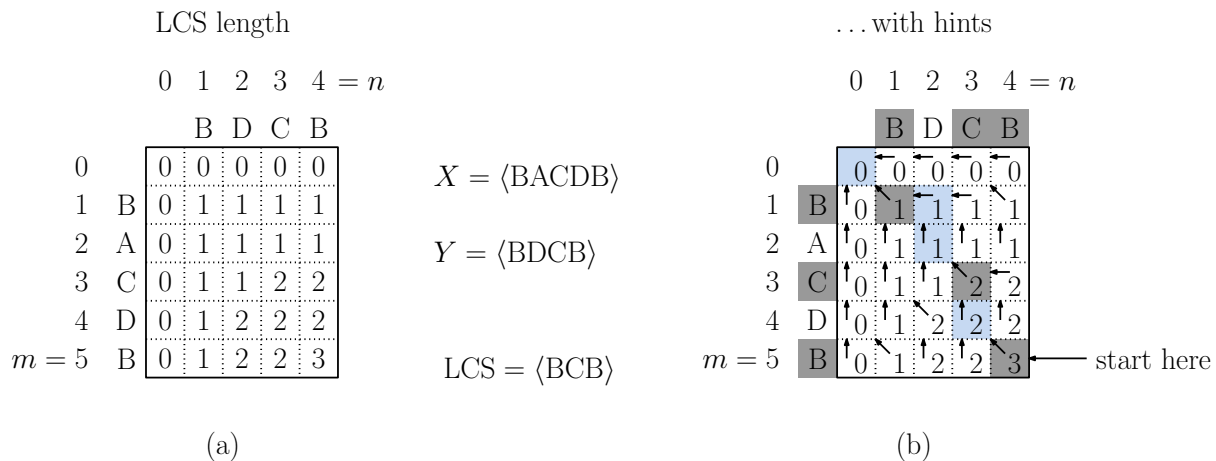 LCS length
0 1 2 3 4 = n
B D C B
0 0 0 0 0 0
1 B 0 1 1 1 1
2 A 0 1 1 1 1
3 C 0 1 1 2 2
4 D 0 1 2 2 2
m = 5 B 0 1 2 2 3
(a)
X = ⟨BACDB⟩
Y = ⟨BDCB⟩
LCS = ⟨BCB⟩
... with hints
0 1 2 3 4 = n
B D C B
0 0 0 0 0 0
1 B 0 1 1 1 1
2 A 0 1 1 1 1
3 C 0 1 1 2 2
4 D 0 1 2 2 2
m = 5 B 0 1 2 2 3 start here
(b)